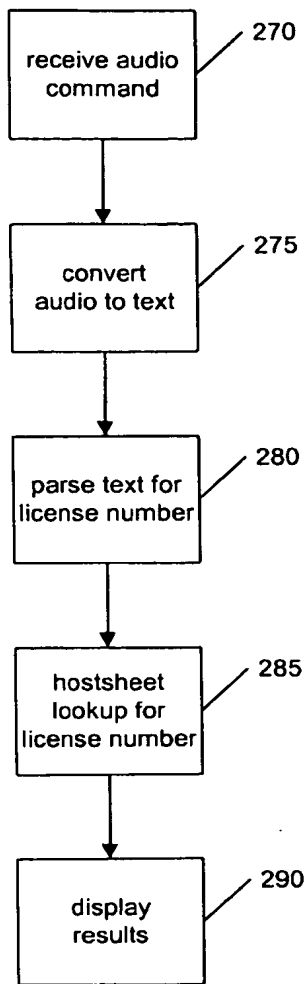 270
receive audio
command
275
convert
audio to text
280
parse text for
license number
285
hostsheet
lookup for
license number
290
display
results